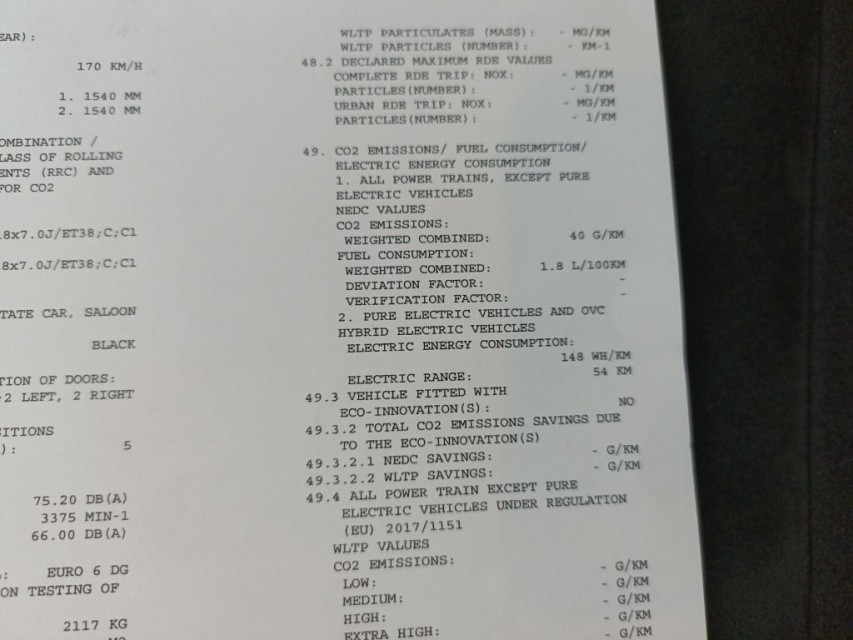 EAR):
170 KM/H
1. 1540 MM
2. 1540 MM
OMBINATION /
LASS OF ROLLING
ENTS (RRC) AND
FOR CO2
8x7.0J/ET38;C;C1
8x7.0J/ET38;C;C1
TATE CAR, SALOON
BLACK
TION OF DOORS:
2 LEFT, 2 RIGHT
SITIONS
): 5
75.20 DB(A)
3375 MIN-1
66.00 DB(A)
: EURO 6 DG
ON TESTING OF
2117 KG
WLTP PARTICULATES (MASS): - MG/KM
WLTP PARTICLES (NUMBER): - KM-1
48.2 DECLARED MAXIMUM RDE VALUES
COMPLETE RDE TRIP: NOX: - MG/KM
PARTICLES(NUMBER): - 1/KM
URBAN RDE TRIP: NOX: - MG/KM
PARTICLES(NUMBER): - 1/KM
49. CO2 EMISSIONS/ FUEL CONSUMPTION/
ELECTRIC ENERGY CONSUMPTION
1. ALL POWER TRAINS, EXCEPT PURE
ELECTRIC VEHICLES
NEDC VALUES
CO2 EMISSIONS:
WEIGHTED COMBINED: 40 G/KM
FUEL CONSUMPTION:
WEIGHTED COMBINED: 1.8 L/100KM
DEVIATION FACTOR: -
VERIFICATION FACTOR: -
2. PURE ELECTRIC VEHICLES AND OVC
HYBRID ELECTRIC VEHICLES
ELECTRIC ENERGY CONSUMPTION:
148 WH/KM
ELECTRIC RANGE: 54 KM
49.3 VEHICLE FITTED WITH
ECO-INNOVATION(S): NO
49.3.2 TOTAL CO2 EMISSIONS SAVINGS DUE
TO THE ECO-INNOVATION(S)
49.3.2.1 NEDC SAVINGS: - G/KM
49.3.2.2 WLTP SAVINGS: - G/KM
49.4 ALL POWER TRAIN EXCEPT PURE
ELECTRIC VEHICLES UNDER REGULATION
(EU) 2017/1151
WLTP VALUES
CO2 EMISSIONS: - G/KM
LOW: - G/KM
MEDIUM: - G/KM
HIGH: - G/KM
EXTRA HIGH: - G/KM